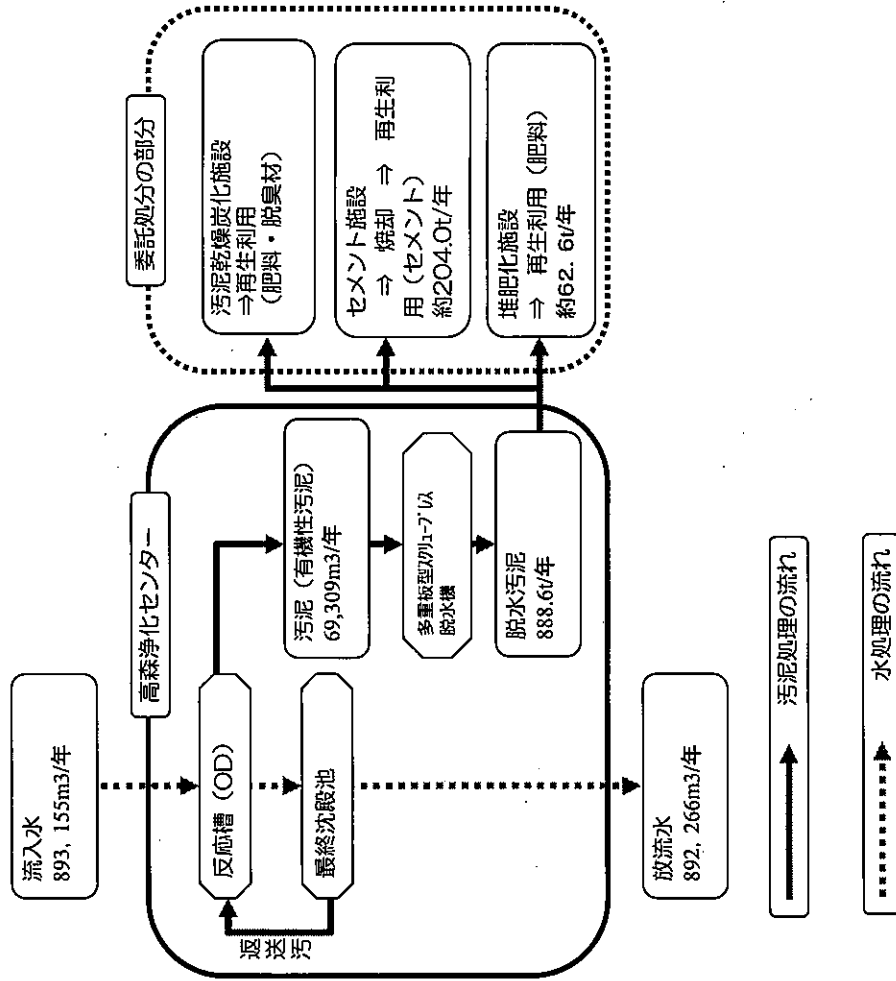 流入水
893, 155m3/年
高森浄化センター
反応槽（OD）
最終沈殿池
返
送
汚
汚泥（有機性汚泥）
69,309m3/年
多重板型スクリュープレス
脱水機
脱水汚泥
888.6t/年
放流水
892, 266m3/年
委託処分の部分
汚泥乾燥炭化施設
⇒再生利用
（肥料・脱臭材）
セメント施設
⇒ 焼却 ⇒ 再生利
用（セメント）
約204.0t/年
堆肥化施設
⇒ 再生利用（肥料）
約62. 6t/年
汚泥処理の流れ
水処理の流れ